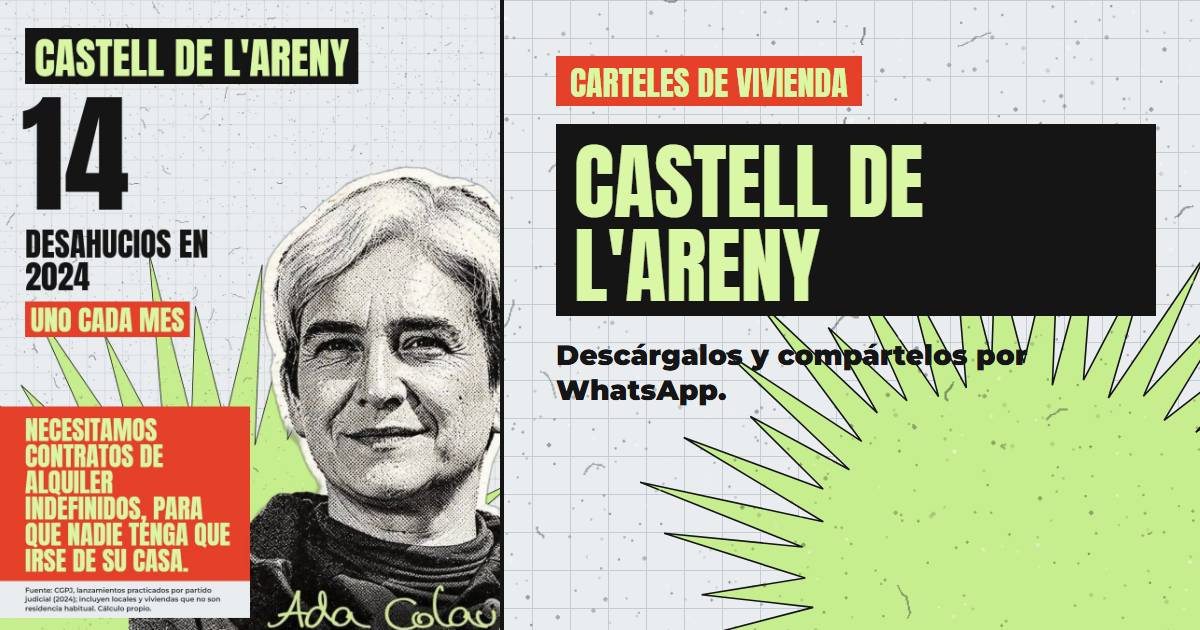 CASTELL DE L'ARENY
14
DESAHUCIOS EN
2024
UNO CADA MES
NECESITAMOS
CONTRATOS DE
ALQUILER
INDEFINIDOS, PARA
QUE NADIE TENGA QUE
IRSE DE SU CASA.
Fuente: CGPJ, lanzamientos practicados por partido
judicial (2024); incluyen locales y viviendas que no son
residencia habitual. Cálculo propio.
Ada Colau
CARTELES DE VIVIENDA
CASTELL DE
L'ARENY
Descárgalos y compártelos por
WhatsApp.